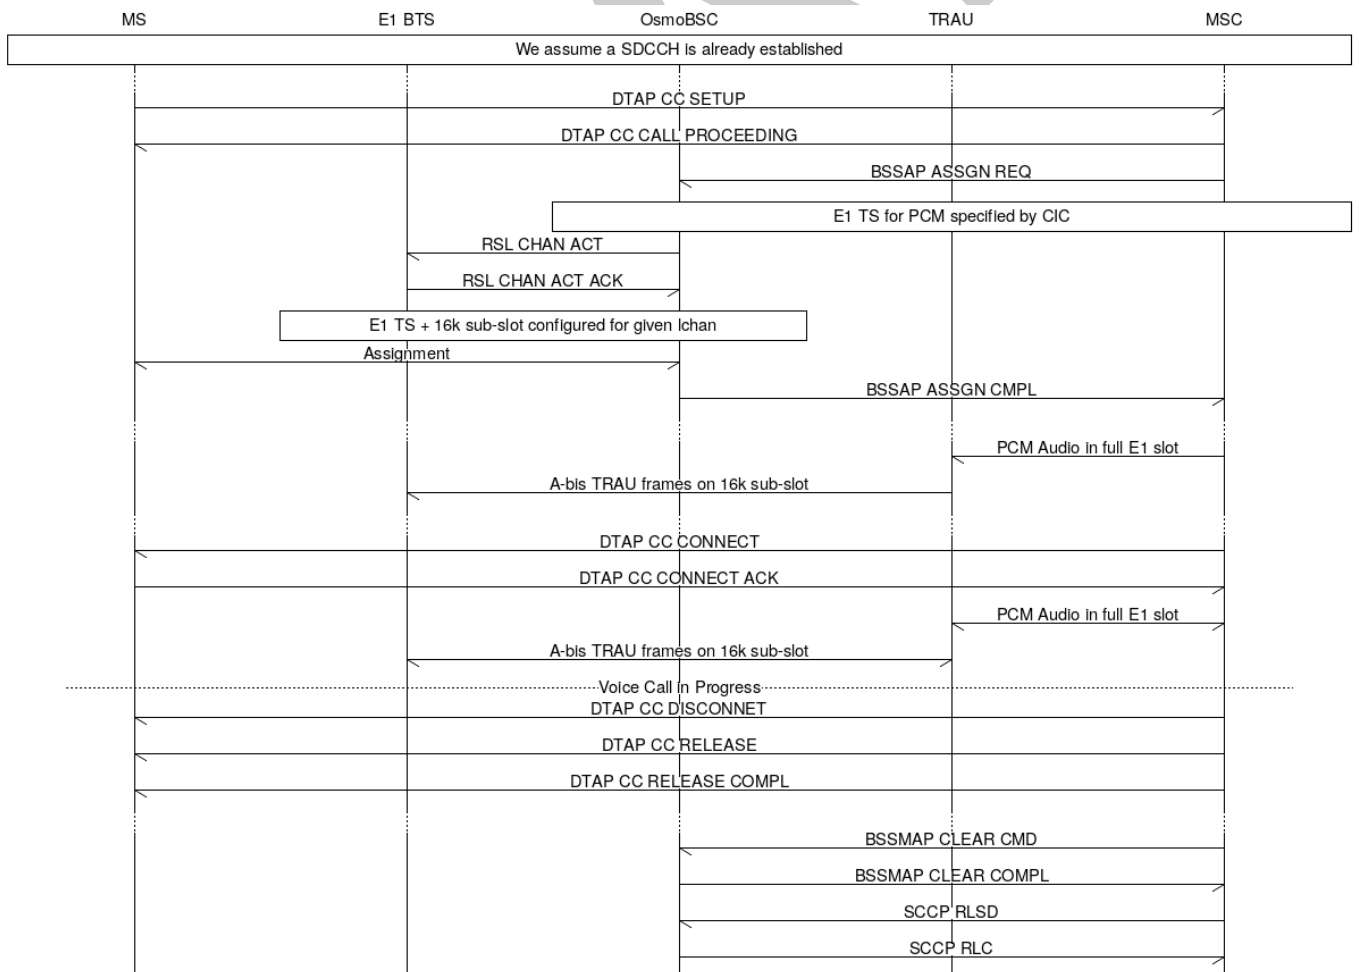 MS E1 BTS OsmoBSC TRAU MSC
We assume a SDCCH is already established
DTAP CC SETUP
DTAP CC CALL PROCEEDING
BSSAP ASSGN REQ
E1 TS for PCM specified by CIC
RSL CHAN ACT
RSL CHAN ACT ACK
E1 TS + 16k sub-slot configured for given lchan
Assignment
BSSAP ASSGN CMPL
PCM Audio in full E1 slot
A-bis TRAU frames on 16k sub-slot
DTAP CC CONNECT
DTAP CC CONNECT ACK
PCM Audio in full E1 slot
A-bis TRAU frames on 16k sub-slot
Voice Call in Progress
DTAP CC DISCONNET
DTAP CC RELEASE
DTAP CC RELEASE COMPL
BSSMAP CLEAR CMD
BSSMAP CLEAR COMPL
SCCP RLSD
SCCP RLC